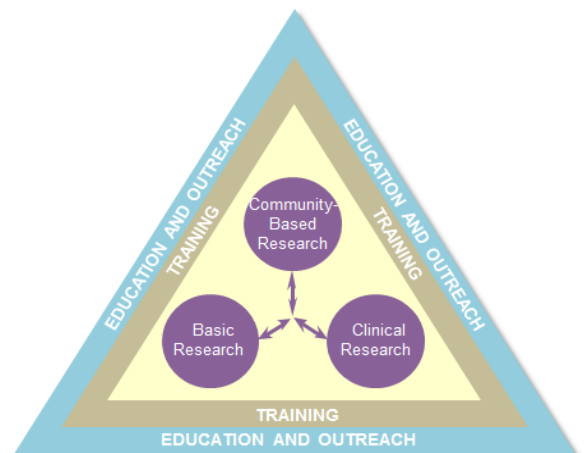 EDUCATION AND OUTREACH
EDUCATION AND OUTREACH
TRAINING
TRAINING
Community-
Based
Research
Basic
Research
Clinical
Research
TRAINING
EDUCATION AND OUTREACH